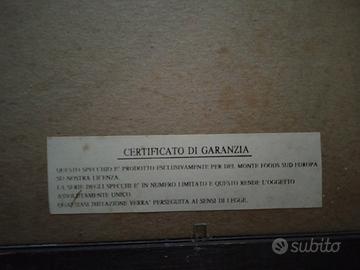 CERTIFICATO DI GARANZIA
QUESTO SPECCHIO E' PRODOTTO ESCLUSIVAMENTE PER DEL MONTE FOODS SUD EUROPA
SU NOSTRA LICENZA.
LA SERIE DEGLI SPECCHI E' IN NUMERO LIMITATO E QUESTO RENDE L'OGGETTO
ASSOLUTAMENTE UNICO.
QUALSIASI IMITAZIONE VERRA' PERSEGUITA AI SENSI DI LEGGE.
subito